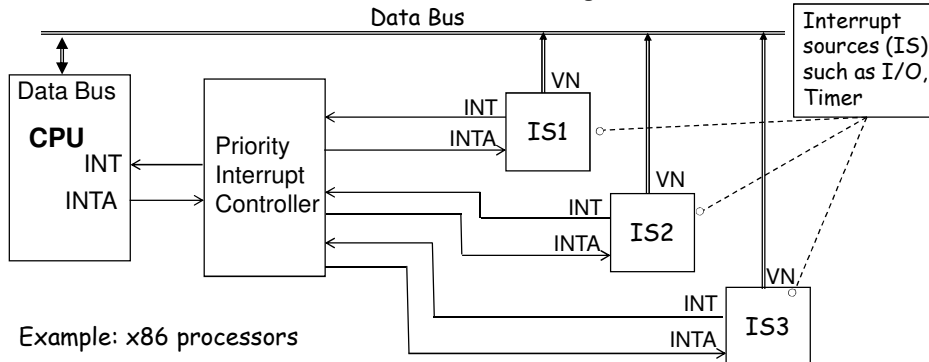 Data Bus
Interrupt
sources (IS)
such as I/O,
Timer
Data Bus
CPU
INT
INTA
Priority
Interrupt
Controller
VN
INT
INTA
IS1
VN
INT
INTA
IS2
VN
INT
INTA
IS3
Example: x86 processors